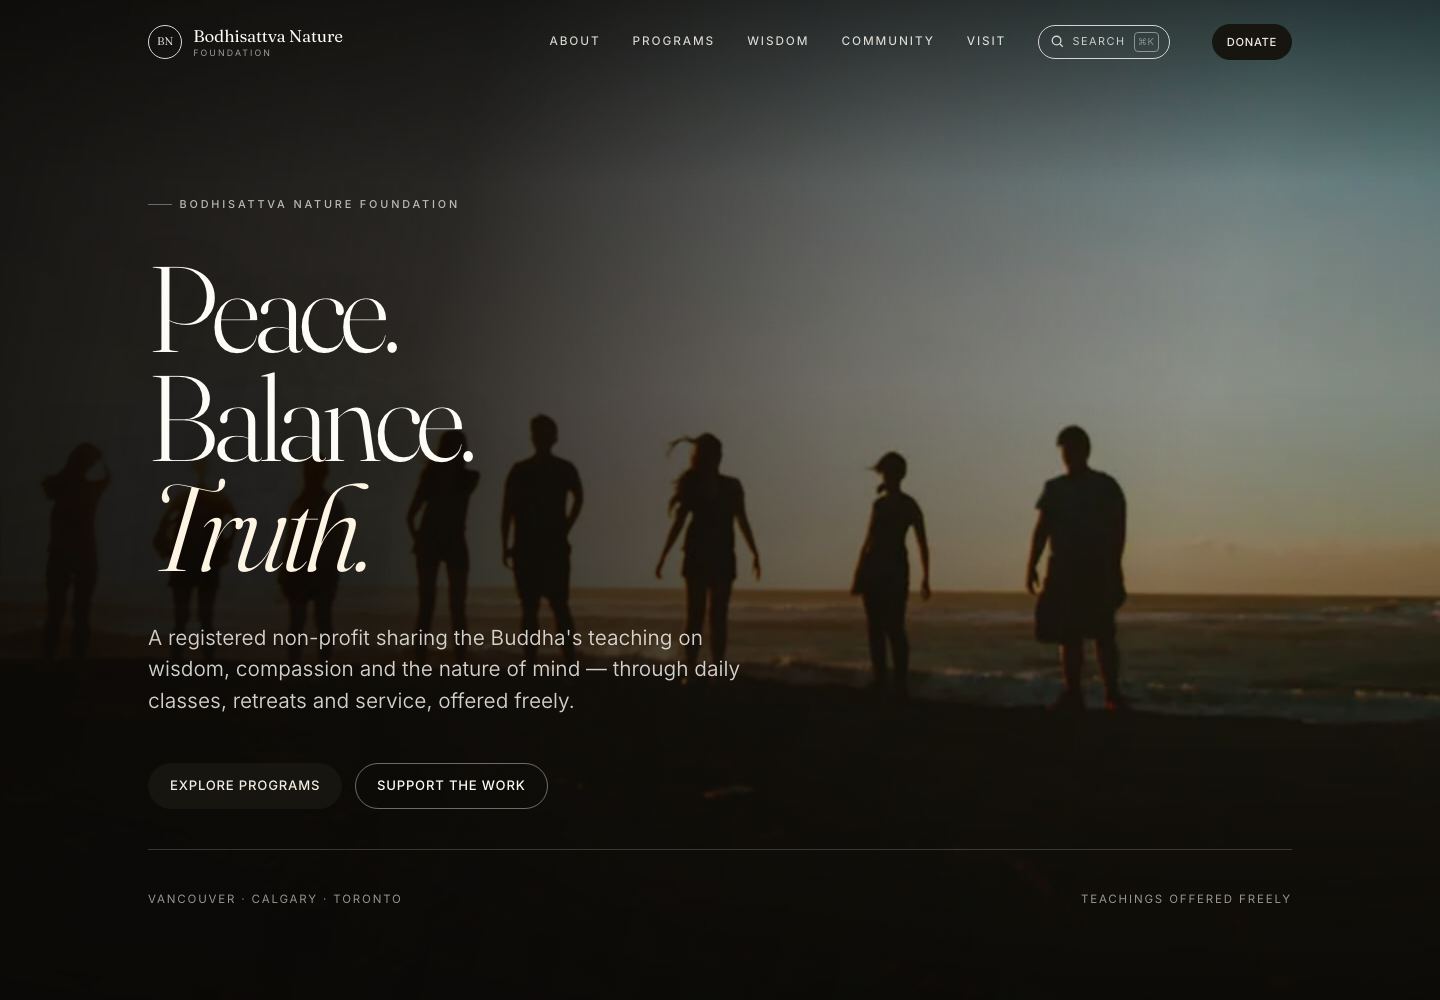 BN
Bodhisattva Nature
FOUNDATION
ABOUT PROGRAMS WISDOM COMMUNITY VISIT SEARCH ⌘K DONATE
BODHISATTVA NATURE FOUNDATION
Peace.
Balance.
Truth.
A registered non-profit sharing the Buddha's teaching on
wisdom, compassion and the nature of mind — through daily
classes, retreats and service, offered freely.
EXPLORE PROGRAMS SUPPORT THE WORK
VANCOUVER · CALGARY · TORONTO TEACHINGS OFFERED FREELY